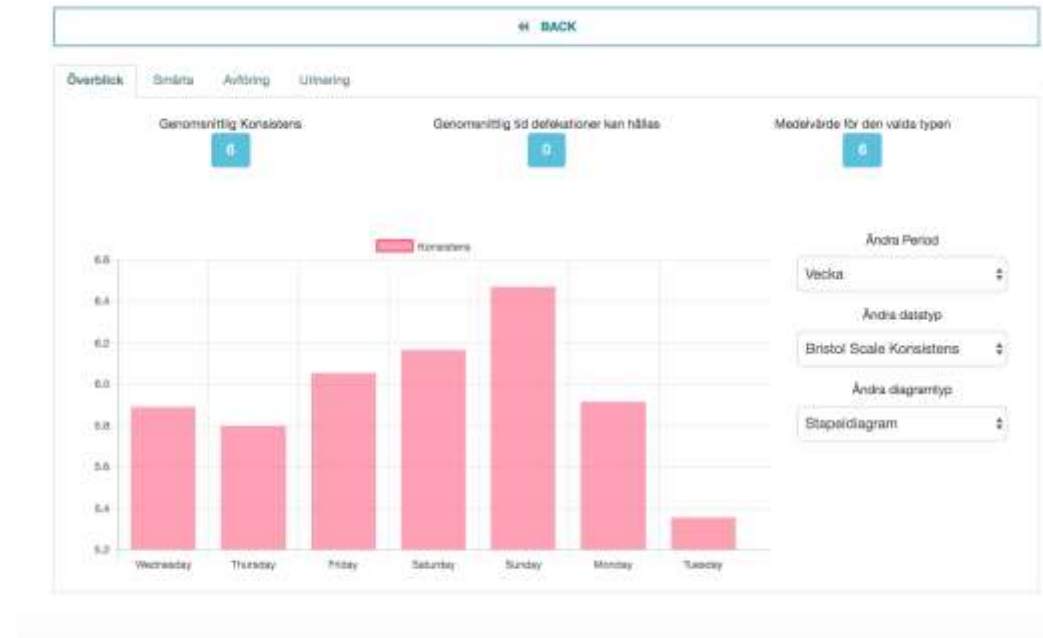 ◀◀ BACK
Överblick Smärta Avföring Urinering
Genomsnittlig Konsistens Genomsnittlig tid defekationer kan hållas Medelvärde för den valda typen
6 0 6
Konsistens
Ändra Period
Vecka
Ändra datatyp
Bristol Scale Konsistens
Ändra diagramtyp
Stapeldiagram
6.6
6.4
6.2
6.0
5.8
5.6
5.4
5.2
Wednesday Thursday Friday Saturday Sunday Monday Tuesday